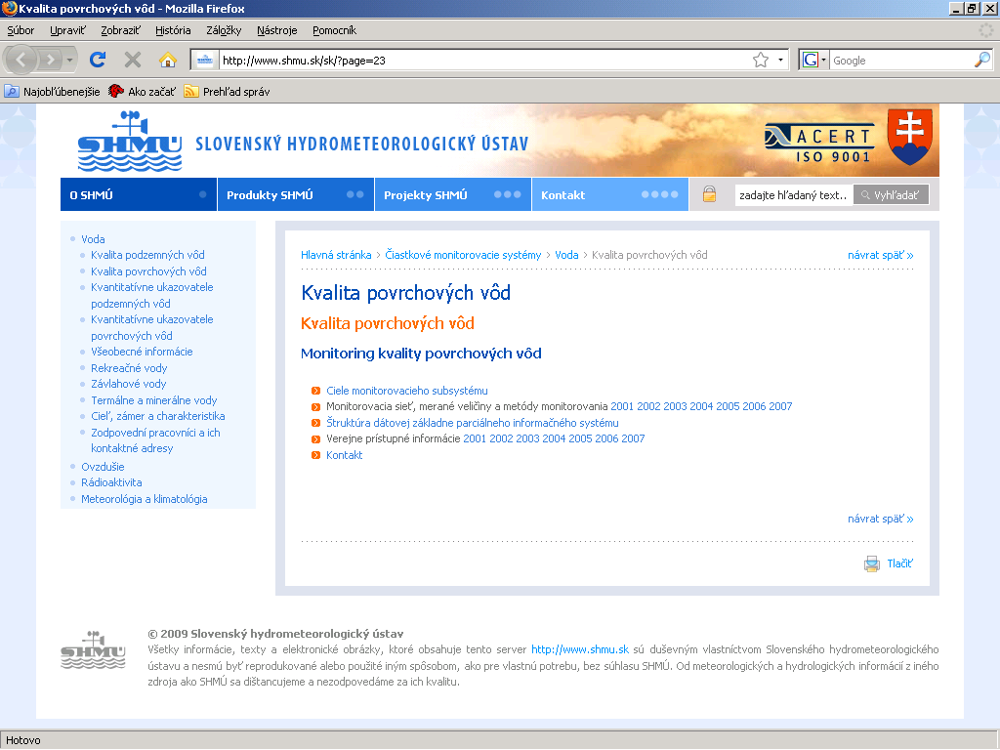 Kvalita povrchových vôd - Mozilla Firefox
Súbor Upraviť Zobraziť História Záložky Nástroje Pomocník
http://www.shmu.sk/sk/?page=23
G Google
Najobľúbenejšie Ako začať Prehľad správ
SHMÚ SLOVENSKÝ HYDROMETEOROLOGICKÝ ÚSTAV
ACERT
ISO 9001
O SHMÚ Produkty SHMÚ Projekty SHMÚ Kontakt zadajte hľadaný text.. Vyhľadať
Voda
Kvalita podzemných vôd
Kvalita povrchových vôd
Kvantitatívne ukazovatele
podzemných vôd
Kvantitatívne ukazovatele
povrchových vôd
Všeobecné informácie
Rekreačné vody
Závlahové vody
Termálne a minerálne vody
Cieľ, zámer a charakteristika
Zodpovední pracovníci a ich
kontaktné adresy
Ovzdušie
Rádioaktivita
Meteorológia a klimatológia
Hlavná stránka > Čiastkové monitorovacie systémy > Voda > Kvalita povrchových vôd návrat späť »
Kvalita povrchových vôd
Kvalita povrchových vôd
Monitoring kvality povrchových vôd
Ciele monitorovacieho subsystému
Monitorovacia sieť, merané veličiny a metódy monitorovania 2001 2002 2003 2004 2005 2006 2007
Štruktúra dátovej základne parciálneho informačného systému
Verejne prístupné informácie 2001 2002 2003 2004 2005 2006 2007
Kontakt
návrat späť »
Tlačiť
SHMÚ
© 2009 Slovenský hydrometeorologický ústav
Všetky informácie, texty a elektronické obrázky, ktoré obsahuje tento server http://www.shmu.sk sú duševným vlastníctvom Slovenského hydrometeorologického
ústavu a nesmú byť reprodukované alebo použité iným spôsobom, ako pre vlastnú potrebu, bez súhlasu SHMÚ. Od meteorologických a hydrologických informácií z iného
zdroja ako SHMÚ sa dištancujeme a nezodpovedáme za ich kvalitu.
Hotovo